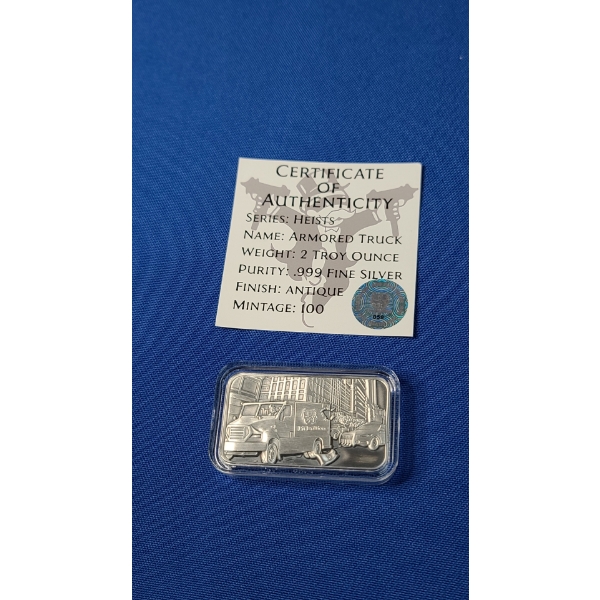 CERTIFICATE
OF
AUTHENTICITY
SERIES: HEISTS
NAME: ARMORED TRUCK
WEIGHT: 2 TROY OUNCE
PURITY: .999 FINE SILVER
FINISH: ANTIQUE
MINTAGE: 100